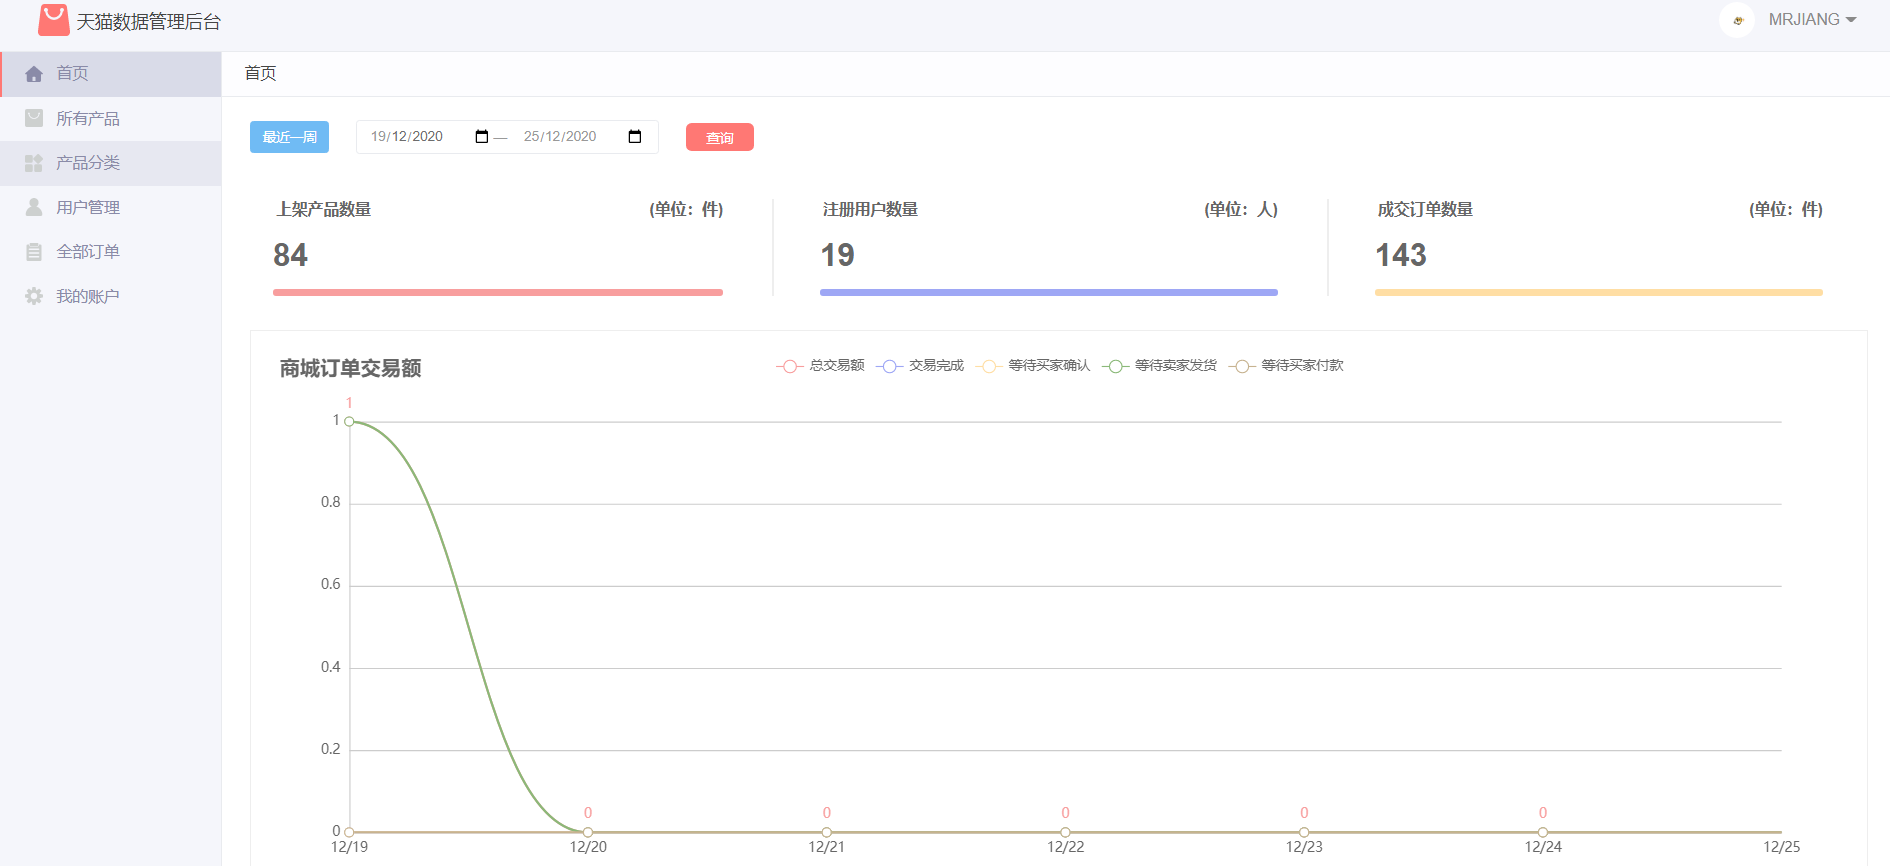 天猫数据管理后台
MRJIANG
首页
所有产品
产品分类
用户管理
全部订单
我的账户
首页
最近一周 19/12/2020 — 25/12/2020 查询
上架产品数量 (单位：件) 注册用户数量 (单位：人) 成交订单数量 (单位：件)
84 19 143
商城订单交易额
总交易额 交易完成 等待买家确认 等待卖家发货 等待买家付款
1
1
0.8
0.6
0.4
0.2
0 0 0 0 0
0
12/19 12/20 12/21 12/22 12/23 12/24 12/25